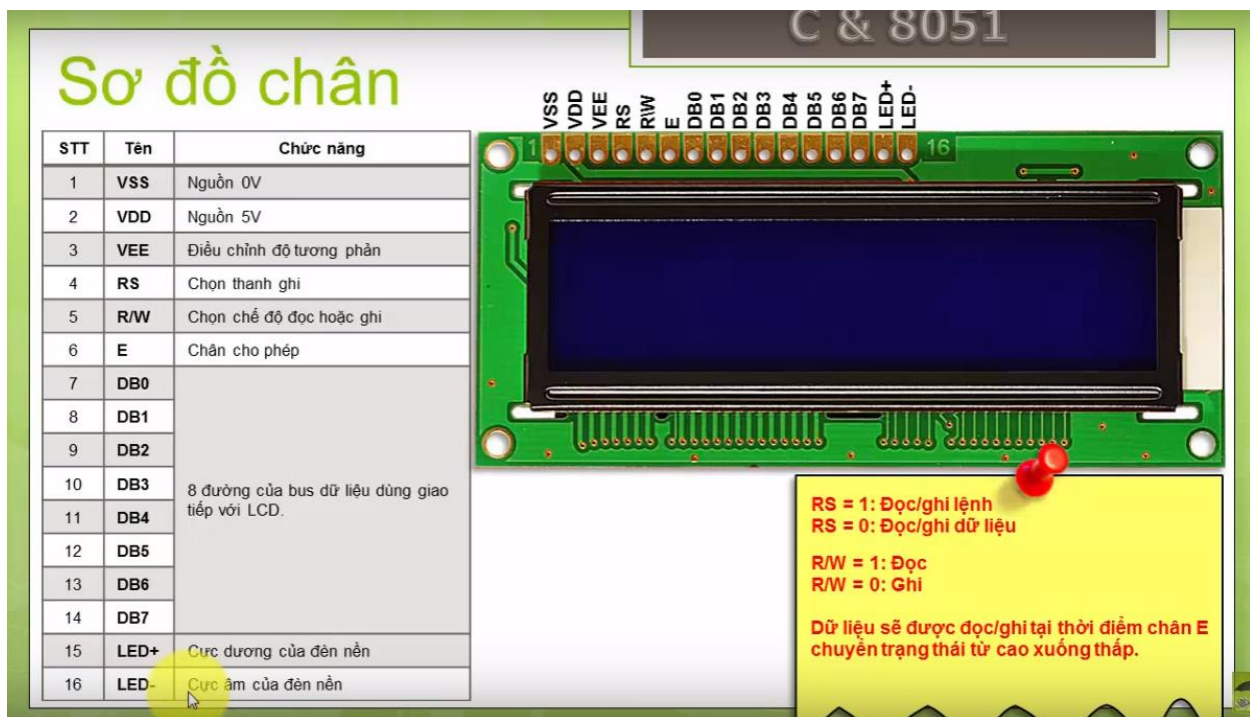 C & 8051
Sơ đồ chân
STT Tên Chức năng
1 VSS Nguồn 0V
2 VDD Nguồn 5V
3 VEE Điều chỉnh độ tương phản
4 RS Chọn thanh ghi
5 R/W Chọn chế độ đọc hoặc ghi
6 E Chân cho phép
7 DB0
8 DB1
9 DB2
10 DB3
11 DB4
12 DB5
13 DB6
14 DB7
8 đường của bus dữ liệu dùng giao
tiếp với LCD.
15 LED+ Cực dương của đèn nền
16 LED- Cực âm của đèn nền
VSS
VDD
VEE
RS
R\W
E
DB0
DB1
DB2
DB3
DB4
DB5
DB6
DB7
LED+
LED-
1 16
RS = 1: Đọc/ghi lệnh
RS = 0: Đọc/ghi dữ liệu
R/W = 1: Đọc
R/W = 0: Ghi
Dữ liệu sẽ được đọc/ghi tại thời điểm chân E
chuyển trạng thái từ cao xuống thấp.